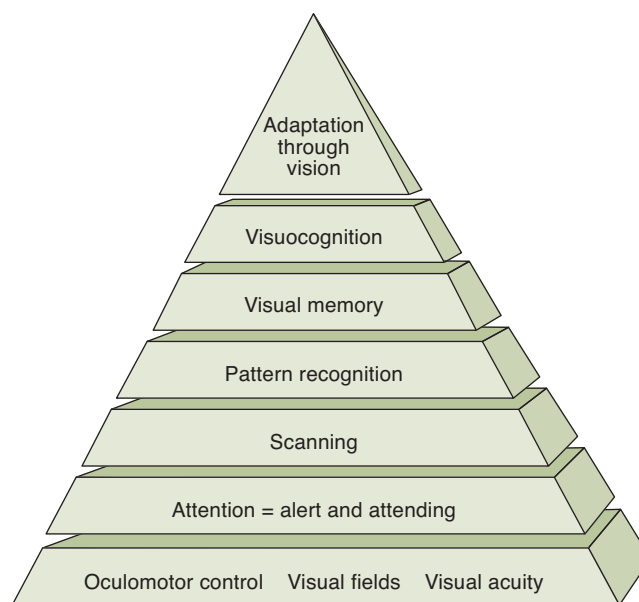 Adaptation
through
vision
Visuocognition
Visual memory
Pattern recognition
Scanning
Attention = alert and attending
Oculomotor control Visual fields Visual acuity